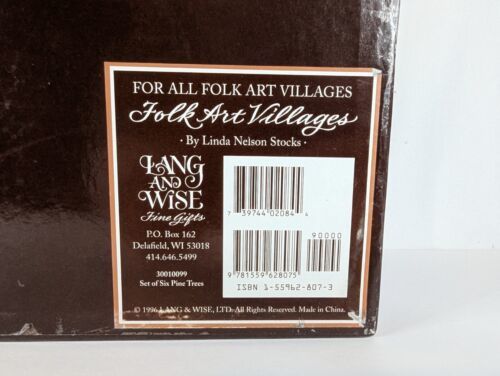 FOR ALL FOLK ART VILLAGES
Folk Art Villages
· By Linda Nelson Stocks ·
LANG
AND
WISE
Fine Gifts
P.O. Box 162
Delafield, WI 53018
414.646.5499
30010099
Set of Six Pine Trees
7 39744 02084 4
90000
9 781559 628075
ISBN 1-55962-807-3
© 1996 LANG & WISE, LTD. All Rights Reserved. Made in China.